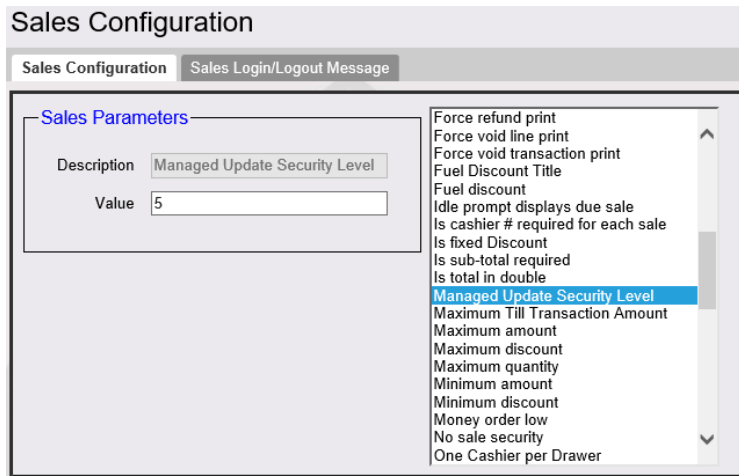 Sales Configuration
Sales Configuration Sales Login/Logout Message
Sales Parameters
Description Managed Update Security Level
Value 5
Force refund print
Force void line print
Force void transaction print
Fuel Discount Title
Fuel discount
Idle prompt displays due sale
Is cashier # required for each sale
Is fixed Discount
Is sub-total required
Is total in double
Managed Update Security Level
Maximum Till Transaction Amount
Maximum amount
Maximum discount
Maximum quantity
Minimum amount
Minimum discount
Money order low
No sale security
One Cashier per Drawer